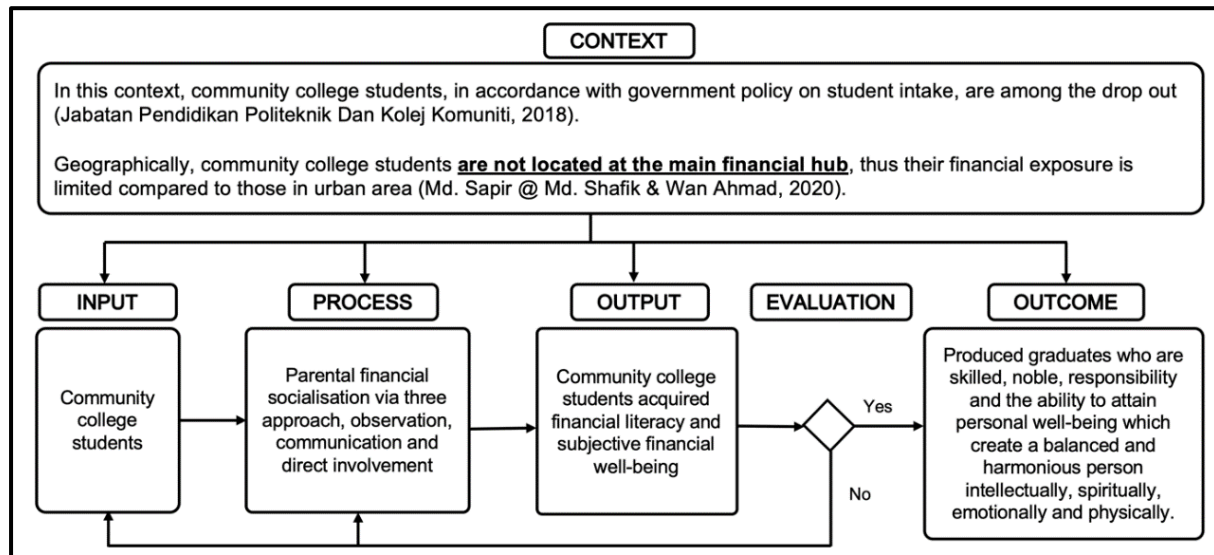 CONTEXT
In this context, community college students, in accordance with government policy on student intake, are among the drop out
(Jabatan Pendidikan Politeknik Dan Kolej Komuniti, 2018).
Geographically, community college students are not located at the main financial hub, thus their financial exposure is
limited compared to those in urban area (Md. Sapir @ Md. Shafik & Wan Ahmad, 2020).
INPUT
Community
college
students
PROCESS
Parental financial
socialisation via three
approach, observation,
communication and
direct involvement
OUTPUT
Community college
students acquired
financial literacy and
subjective financial
well-being
EVALUATION
Yes
No
OUTCOME
Produced graduates who are
skilled, noble, responsibility
and the ability to attain
personal well-being which
create a balanced and
harmonious person
intellectually, spiritually,
emotionally and physically.